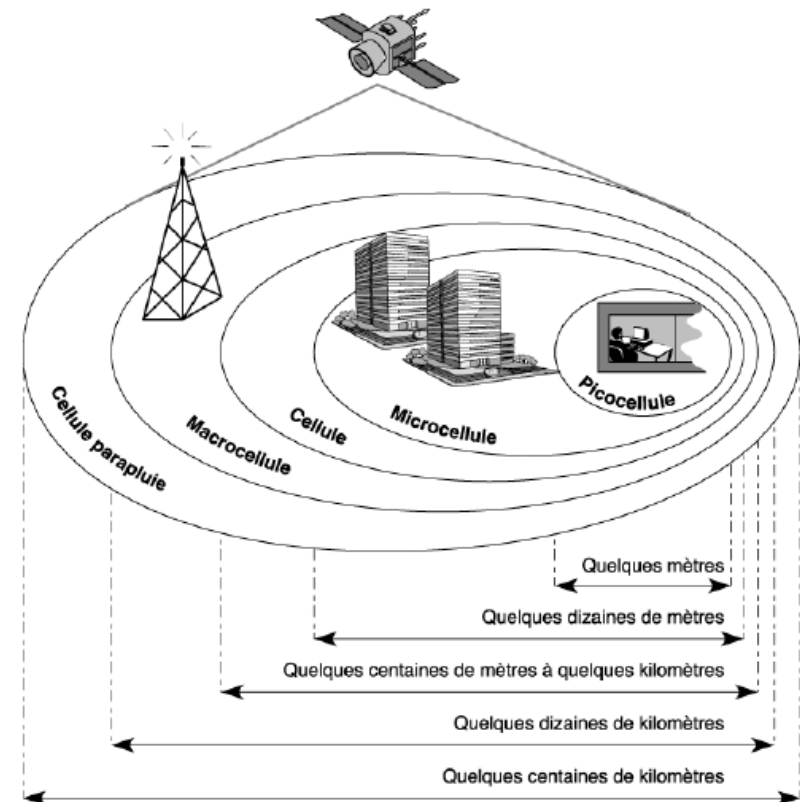 Cellule parapluie
Macrocellule
Cellule
Microcellule
Picocellule
Quelques mètres
Quelques dizaines de mètres
Quelques centaines de mètres à quelques kilomètres
Quelques dizaines de kilomètres
Quelques centaines de kilomètres